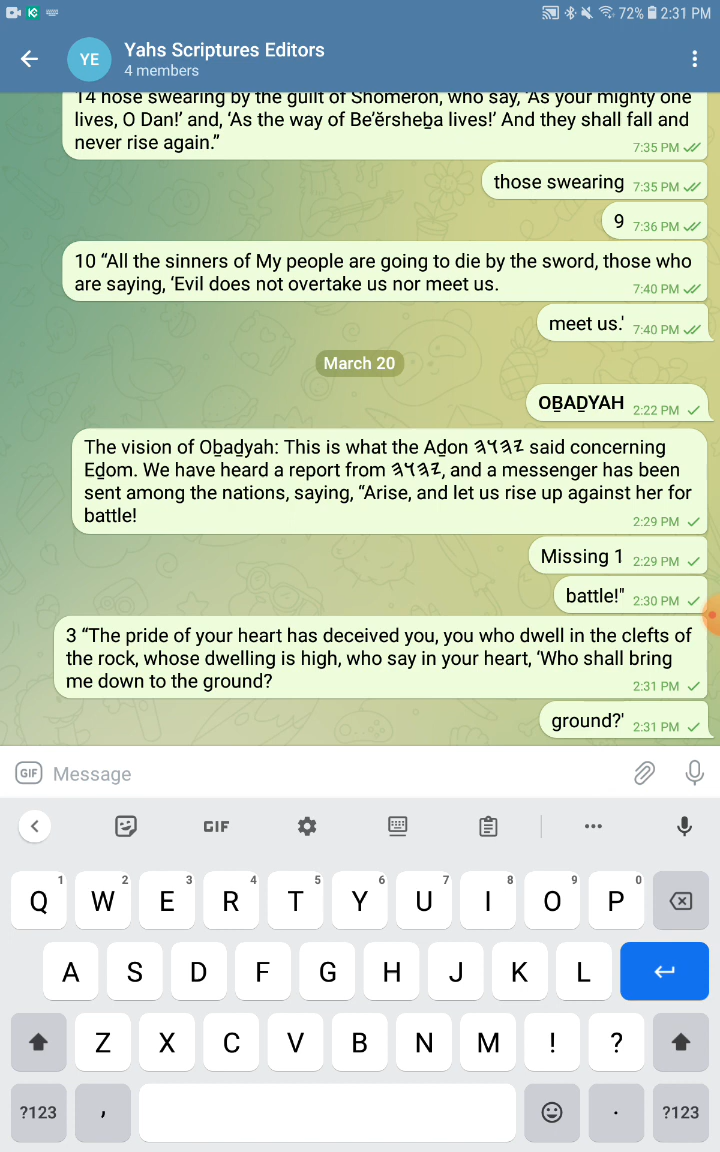 72% 2:31 PM
YE
Yahs Scriptures Editors
4 members
14 hose swearing by the guilt of Shomeron, who say, ‘As your mighty one
lives, O Dan!’ and, ‘As the way of Be’ĕrsheḇa lives!’ And they shall fall and
never rise again.”
7:35 PM
those swearing 7:35 PM
9 7:36 PM
10 “All the sinners of My people are going to die by the sword, those who
are saying, ‘Evil does not overtake us nor meet us.
7:40 PM
meet us.' 7:40 PM
March 20
OḆAḎYAH 2:22 PM
The vision of Oḇaḏyah: This is what the Aḏon 𐤉𐤄𐤅𐤄 said concerning
Eḏom. We have heard a report from 𐤉𐤄𐤅𐤄, and a messenger has been
sent among the nations, saying, “Arise, and let us rise up against her for
battle!
2:29 PM
Missing 1 2:29 PM
battle!" 2:30 PM
3 “The pride of your heart has deceived you, you who dwell in the clefts of
the rock, whose dwelling is high, who say in your heart, ‘Who shall bring
me down to the ground?
2:31 PM
ground?' 2:31 PM
GIF Message
GIF
Q 1 W 2 E 3 R 4 T 5 Y 6 U 7 I 8 O 9 P 0
A S D F G H J K L
Z X C V B N M ! ?
?123 , . ?123